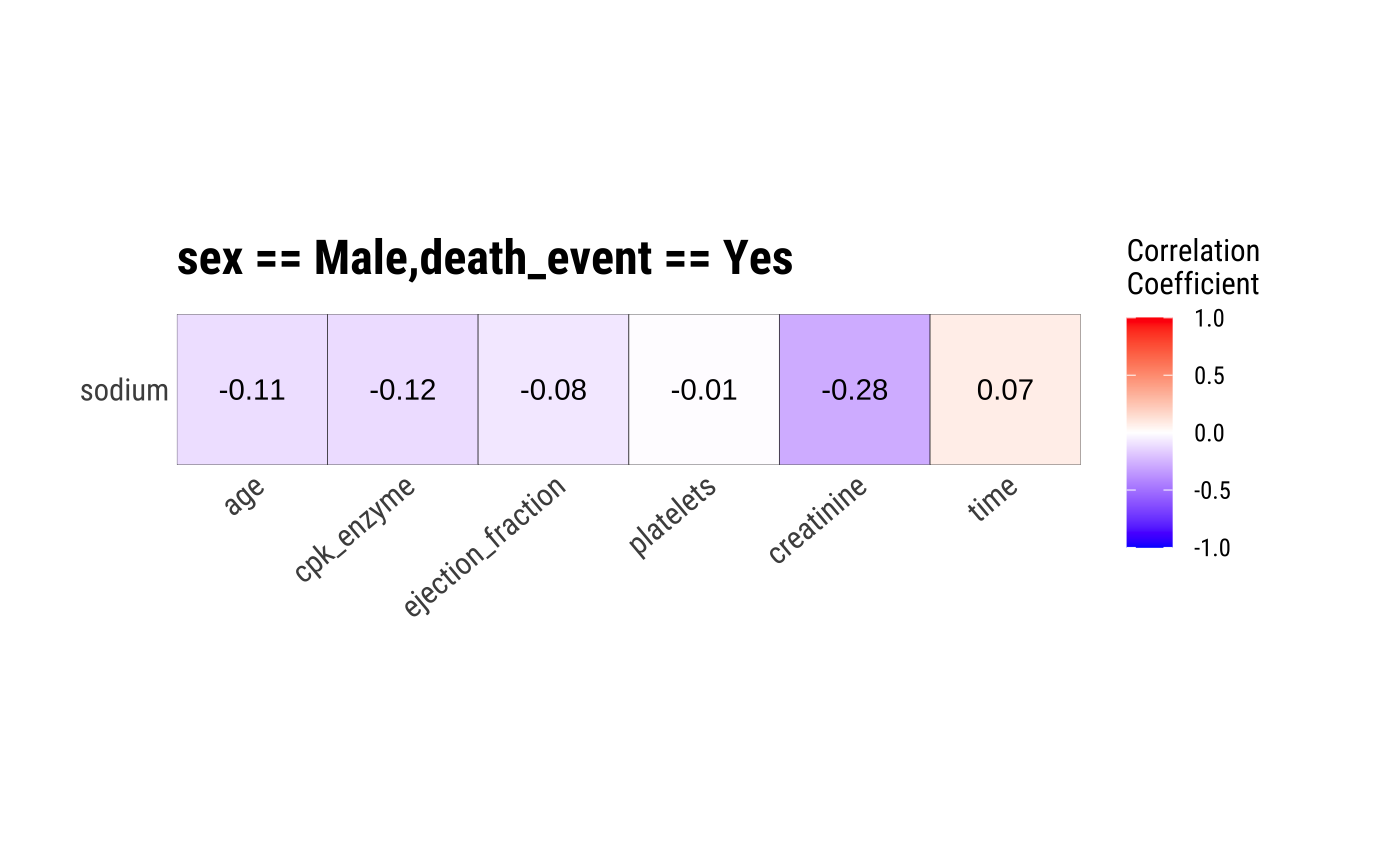 sex == Male,death_event == Yes
sodium
-0.11
-0.12
-0.08
-0.01
-0.28
0.07
age
cpk_enzyme
ejection_fraction
platelets
creatinine
time
Correlation
Coefficient
1.0
0.5
0.0
-0.5
-1.0